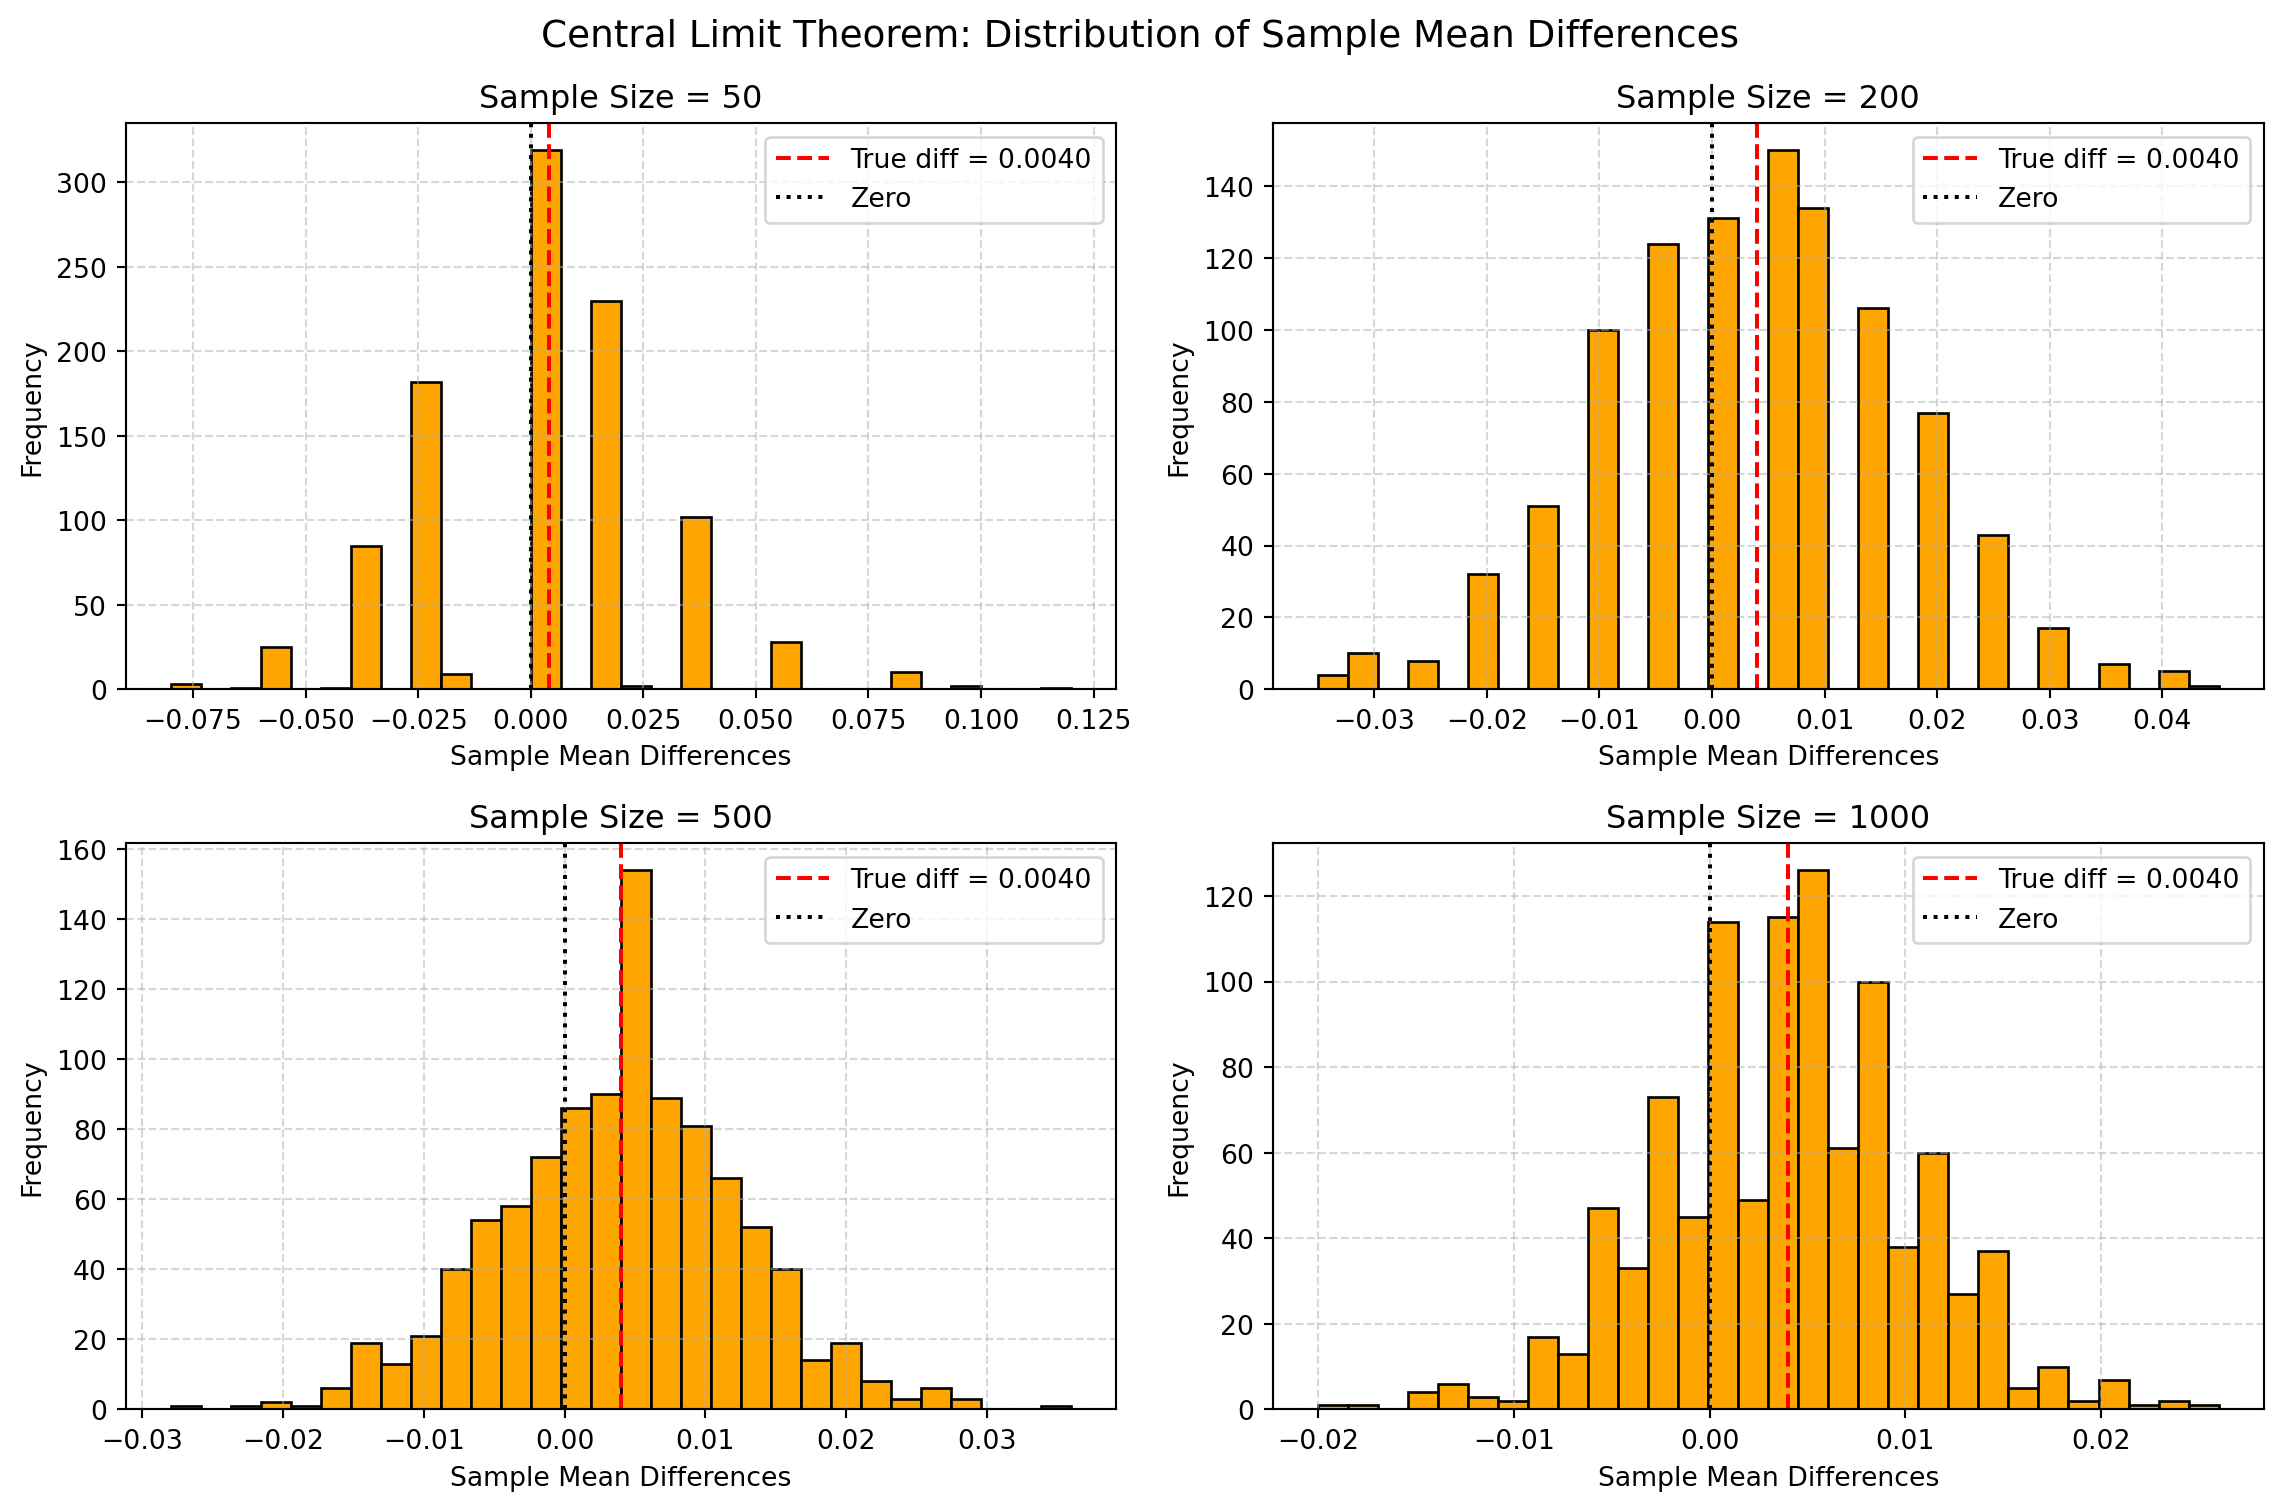 Central Limit Theorem: Distribution of Sample Mean Differences
Sample Size = 50
True diff = 0.0040
Zero
Frequency
300
250
200
150
100
50
0
−0.075 −0.050 −0.025 0.000 0.025 0.050 0.075 0.100 0.125
Sample Mean Differences
Sample Size = 200
True diff = 0.0040
Zero
Frequency
140
120
100
80
60
40
20
0
−0.03 −0.02 −0.01 0.00 0.01 0.02 0.03 0.04
Sample Mean Differences
Sample Size = 500
True diff = 0.0040
Zero
Frequency
160
140
120
100
80
60
40
20
0
−0.03 −0.02 −0.01 0.00 0.01 0.02 0.03
Sample Mean Differences
Sample Size = 1000
True diff = 0.0040
Zero
Frequency
120
100
80
60
40
20
0
−0.02 −0.01 0.00 0.01 0.02
Sample Mean Differences